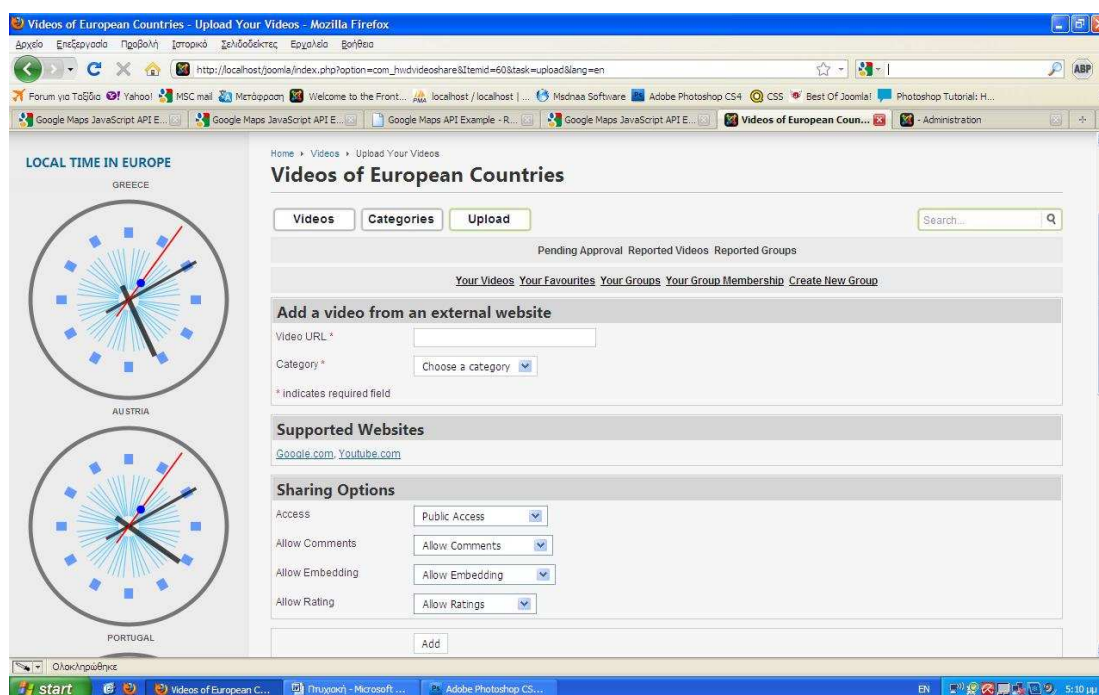 Videos of European Countries - Upload Your Videos - Mozilla Firefox
Αρχείο Επεξεργασία Προβολή Ιστορικό Σελιδοδείκτες Εργαλεία Βοήθεια
http://localhost/joomla/index.php?option=com_hwdvideoshare&Itemid=60&task=upload&lang=en
ABP
Forum για Ταξίδια Yahoo! MSC mail Μετάφραση Welcome to the Front... localhost / localhost | ... Msdnaa Software Adobe Photoshop CS4 CSS Best Of Joomla! Photoshop Tutorial: H...
Google Maps JavaScript API E... Google Maps JavaScript API E... Google Maps API Example - R... Google Maps JavaScript API E... Videos of European Coun... - Administration
LOCAL TIME IN EUROPE
GREECE
AUSTRIA
PORTUGAL
Home Videos Upload Your Videos
Videos of European Countries
Videos Categories Upload
Search...
Pending Approval Reported Videos Reported Groups
Your Videos Your Favourites Your Groups Your Group Membership Create New Group
Add a video from an external website
Video URL *
Category * Choose a category
* indicates required field
Supported Websites
Google.com, Youtube.com
Sharing Options
Access Public Access
Allow Comments Allow Comments
Allow Embedding Allow Embedding
Allow Rating Allow Ratings
Add
Ολοκληρώθηκε
start Videos of European C... Πτυχιακή - Microsoft ... Adobe Photoshop CS... EN 5:10 μμ